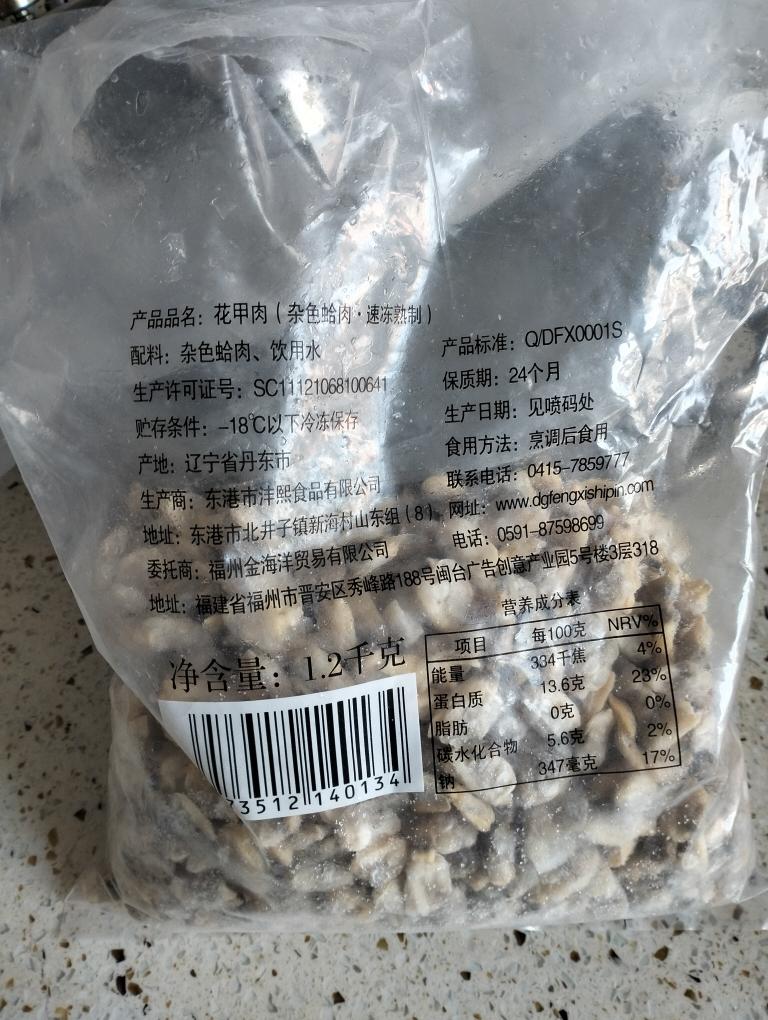 产品品名：花甲肉（杂色蛤肉·速冻熟制）
配料：杂色蛤肉、饮用水
生产许可证号：SC11121068100641
贮存条件：-18℃以下冷冻保存
产地：辽宁省丹东市
生产商：东港市沣熙食品有限公司
地址：东港市北井子镇新海村山东组（8）
委托商：福州金海洋贸易有限公司
地址：福建省福州市晋安区秀峰路188号闽台广告创意产业园5号楼3层318
产品标准：Q/DFX0001S
保质期：24个月
生产日期：见喷码处
食用方法：烹调后食用
联系电话：0415-7859777
网址：www.dgfengxishipin.com
电话：0591-87598699
净含量：1.2千克
营养成分表
项目 每100克 NRV%
能量 334千焦 4%
蛋白质 13.6克 23%
脂肪 0克 0%
碳水化合物 5.6克 2%
钠 347毫克 17%
73512 140134